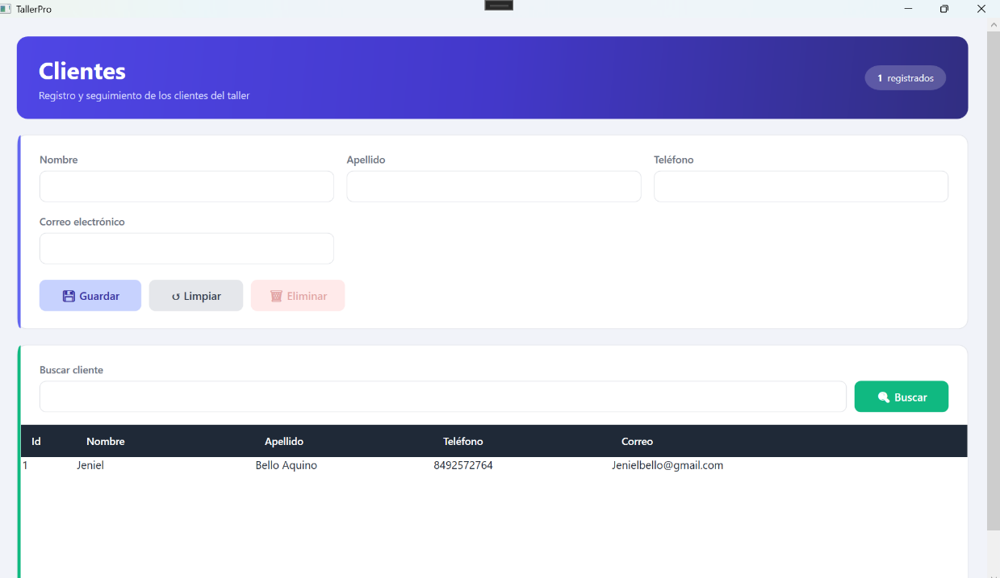 TallerPro
Clientes
Registro y seguimiento de los clientes del taller
1 registrados
Nombre Apellido Teléfono
Correo electrónico
Guardar Limpiar Eliminar
Buscar cliente
Buscar
Id Nombre Apellido Teléfono Correo
1 Jeniel Bello Aquino 8492572764 Jenielbello@gmail.com